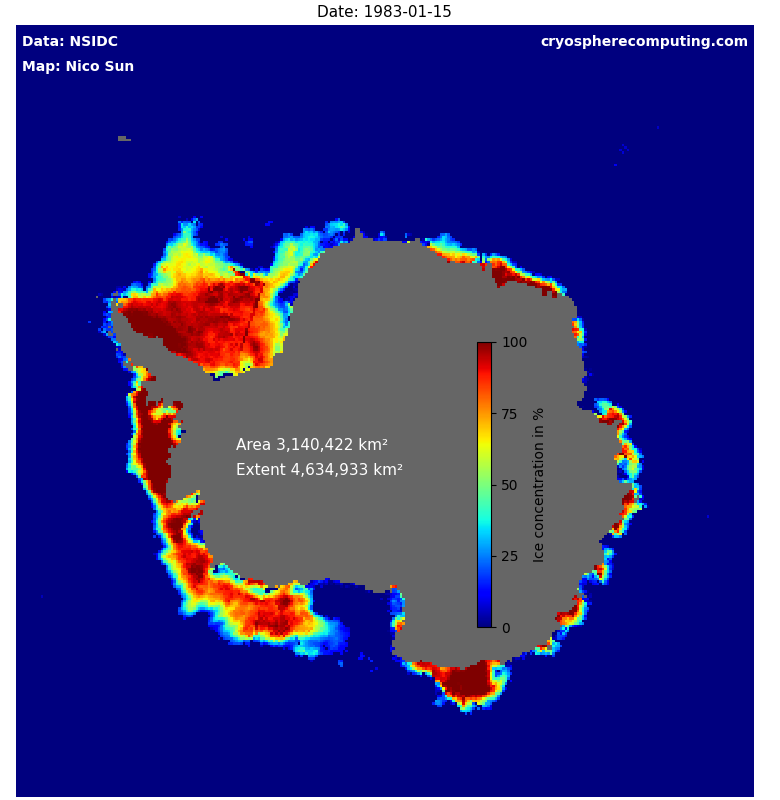 Date: 1983-01-15
Data: NSIDC
cryospherecomputing.com
Map: Nico Sun
100
75
50
25
0
Ice concentration in %
Area 3,140,422 km²
Extent 4,634,933 km²